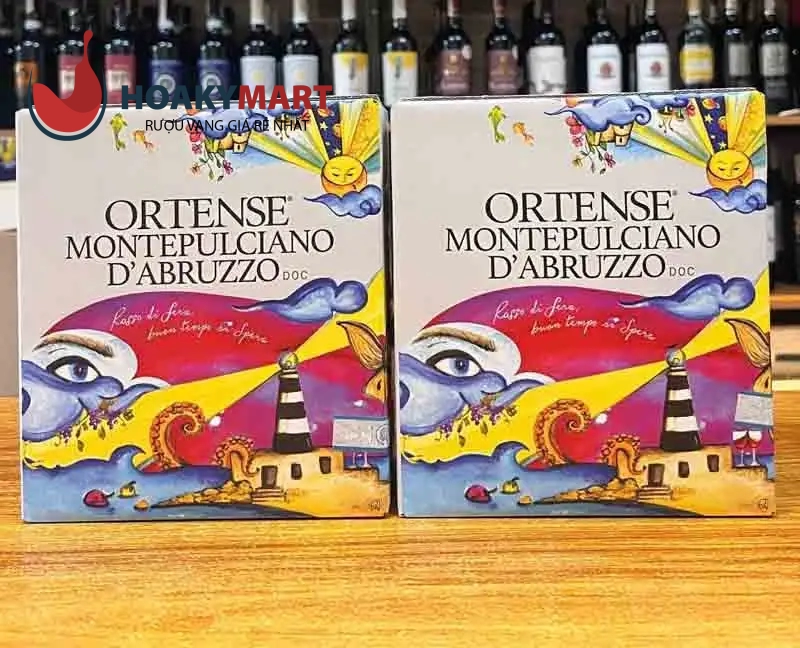 HOAKYMART
RƯỢU VANG GIÁ RẺ NHẤT
ORTENSE®
MONTEPULCIANO
D'ABRUZZO DOC
Rosso di Sera,
buon tempo si Spera
ORTENSE®
MONTEPULCIANO
D'ABRUZZO DOC
Rosso di Sera,
buon tempo si Spera